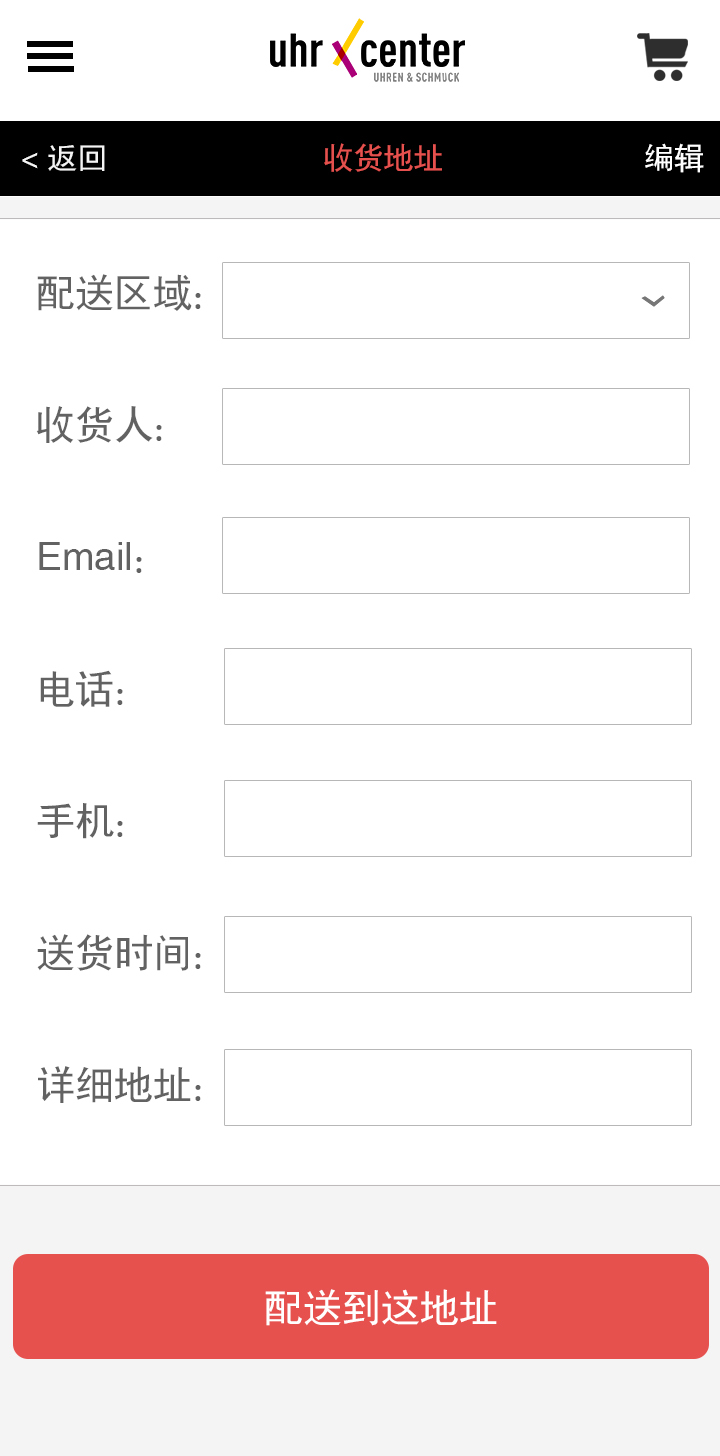 uhr center
UHREN & SCHMUCK
< 返回 收货地址 编辑
配送区域:
收货人:
Email:
电话:
手机:
送货时间:
详细地址:
配送到这地址